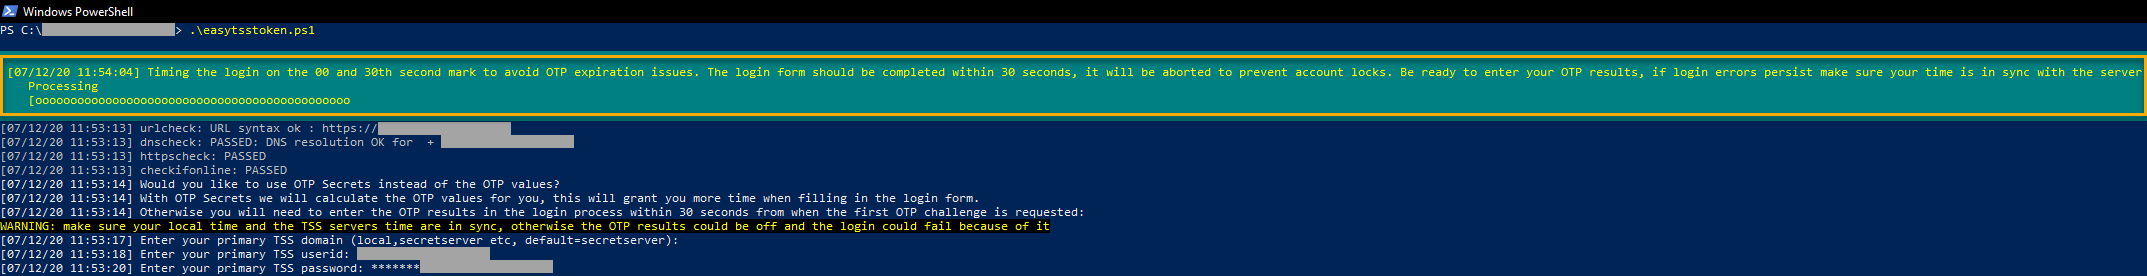 Windows PowerShell
PS C:\> .\easytsstoken.ps1
[07/12/20 11:54:04] Timing the login on the 00 and 30th second mark to avoid OTP expiration issues. The login form should be completed within 30 seconds, it will be aborted to prevent account locks. Be ready to enter your OTP results, if login errors persist make sure your time is in sync with the server
Processing
[ooooooooooooooooooooooooooooooooooooooooooooo
[07/12/20 11:53:13] urlcheck: URL syntax ok : https://
[07/12/20 11:53:13] dnscheck: PASSED: DNS resolution OK for  +
[07/12/20 11:53:13] httpscheck: PASSED
[07/12/20 11:53:13] checkifonline: PASSED
[07/12/20 11:53:14] Would you like to use OTP Secrets instead of the OTP values?
[07/12/20 11:53:14] With OTP Secrets we will calculate the OTP values for you, this will grant you more time when filling in the login form.
[07/12/20 11:53:14] Otherwise you will need to enter the OTP results in the login process within 30 seconds from when the first OTP challenge is requested:
WARNING: make sure your local time and the TSS servers time are in sync, otherwise the OTP results could be off and the login could fail because of it
[07/12/20 11:53:17] Enter your primary TSS domain (local,secretserver etc, default=secretserver):
[07/12/20 11:53:18] Enter your primary TSS userid:
[07/12/20 11:53:20] Enter your primary TSS password: *******